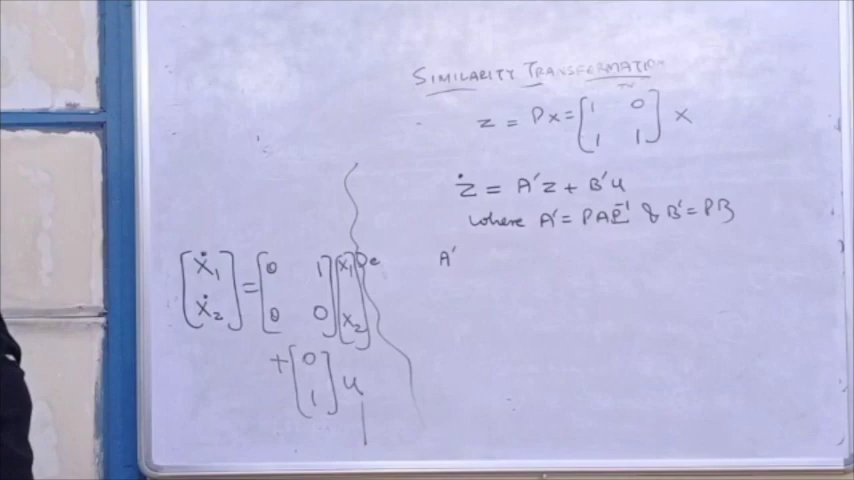 SIMILARITY TRANSFORMATION
z = Px = [1 0; 1 1] x
ż = A'z + B'u
where A' = PAP⁻¹ & B' = PB
A'
[ẋ₁; ẋ₂] = [0 1; 0 0] [x₁; x₂]
+ [0; 1] u